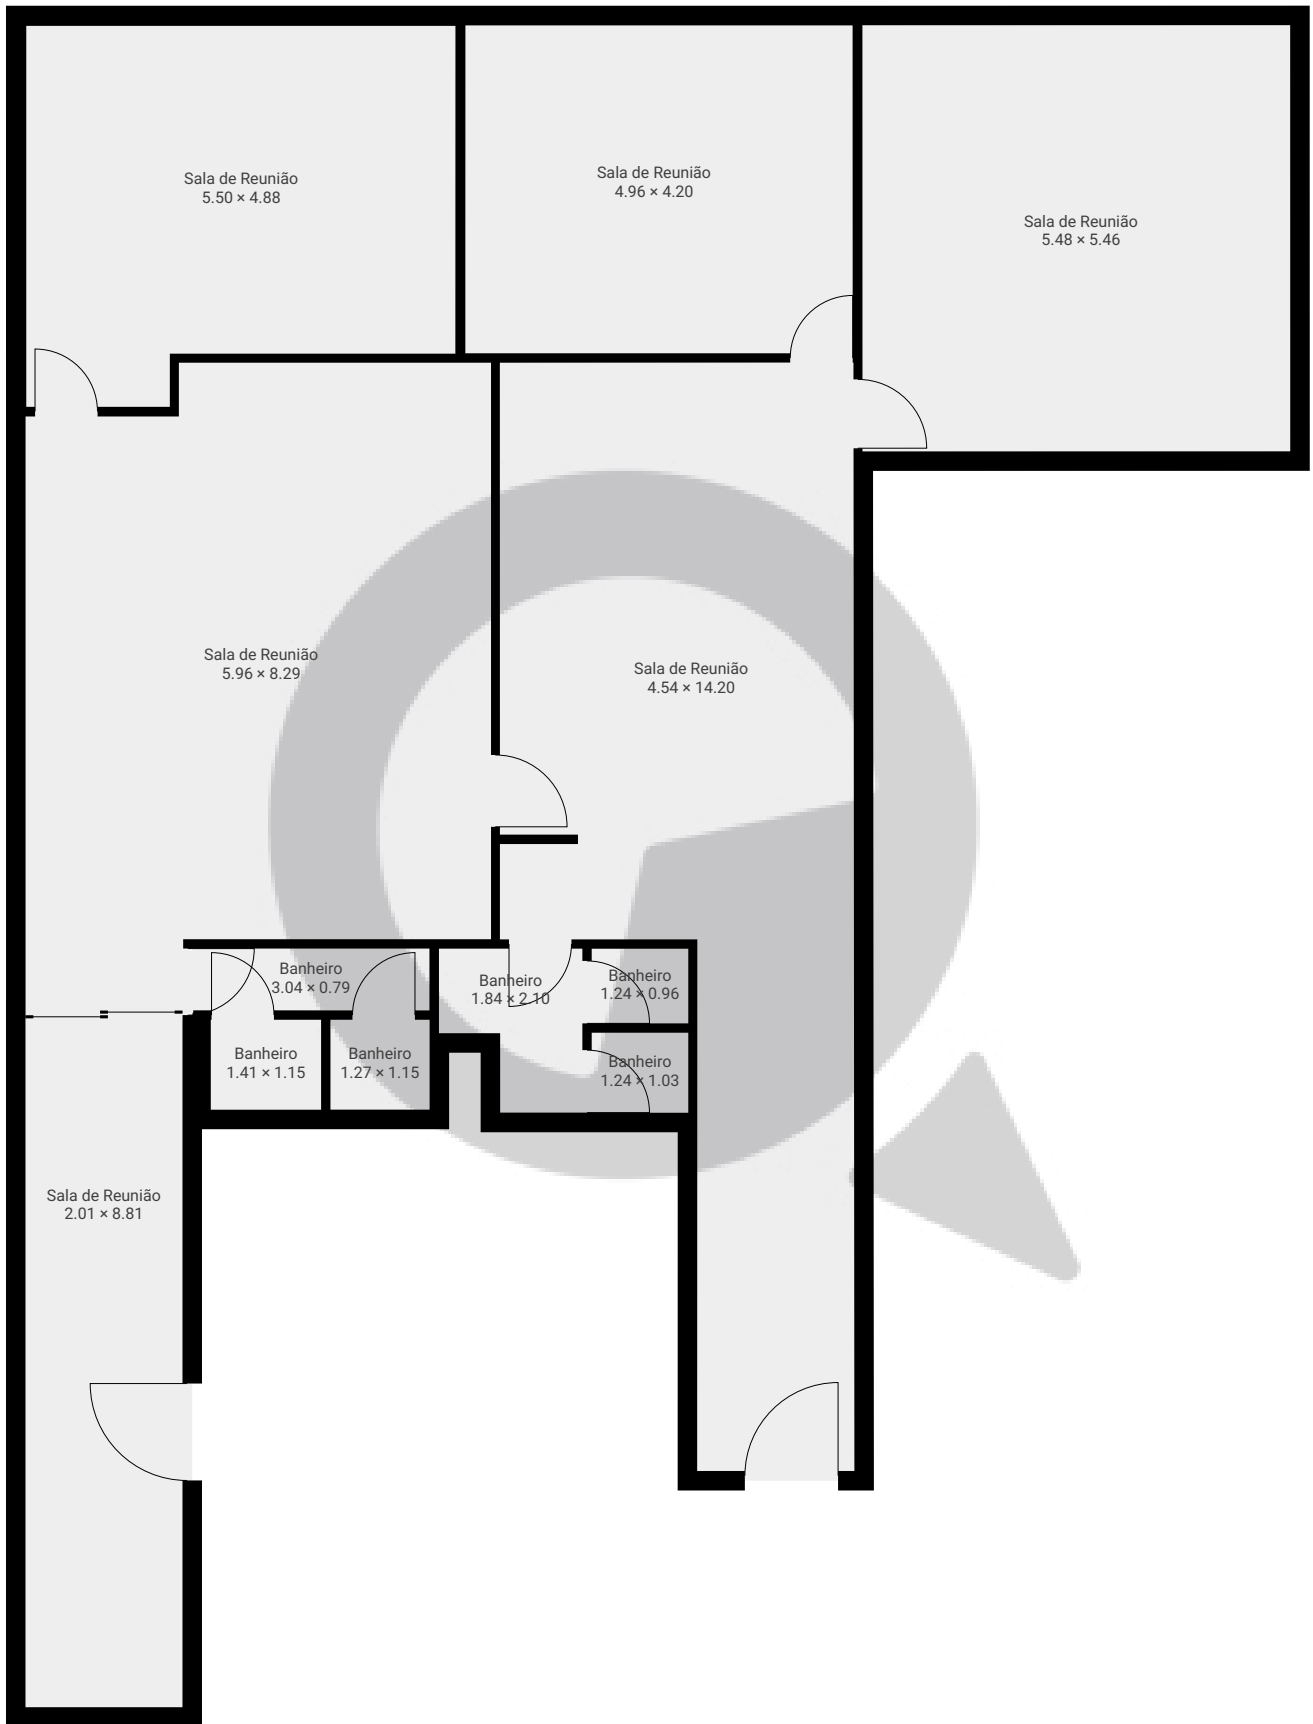 Sala de Reunião
5.50 × 4.88
Sala de Reunião
4.96 × 4.20
Sala de Reunião
5.48 × 5.46
Sala de Reunião
5.96 × 8.29
Sala de Reunião
4.54 × 14.20
Banheiro
3.04 × 0.79
Banheiro
1.84 × 2.10
Banheiro
1.24 × 0.96
Banheiro
1.41 × 1.15
Banheiro
1.27 × 1.15
Banheiro
1.24 × 1.03
Sala de Reunião
2.01 × 8.81